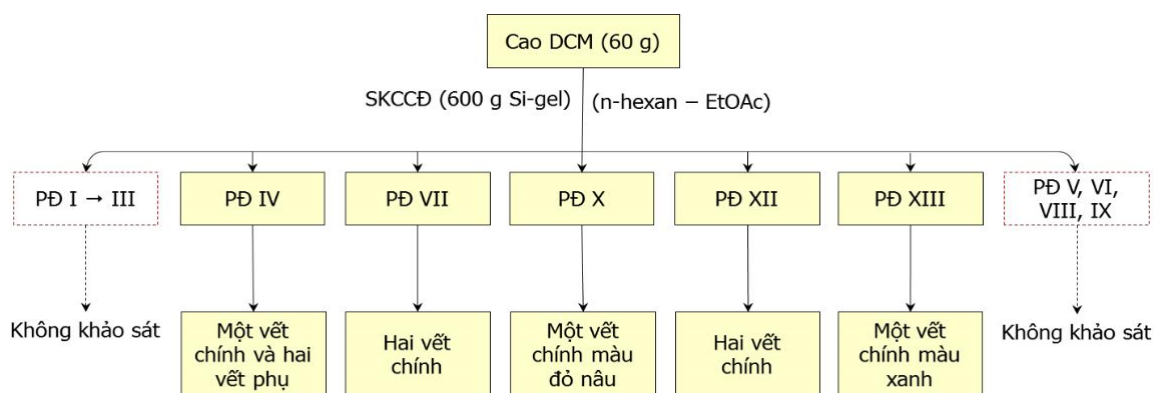 Cao DCM (60 g)
SKCCĐ (600 g Si-gel)
(n-hexan – EtOAc)
PĐ I → III
PĐ IV
PĐ VII
PĐ X
PĐ XII
PĐ XIII
PĐ V, VI,
VIII, IX
Không khảo sát
Một vết
chính và hai
vết phụ
Hai vết
chính
Một vết
chính màu
đỏ nâu
Hai vết
chính
Một vết
chính màu
xanh
Không khảo sát